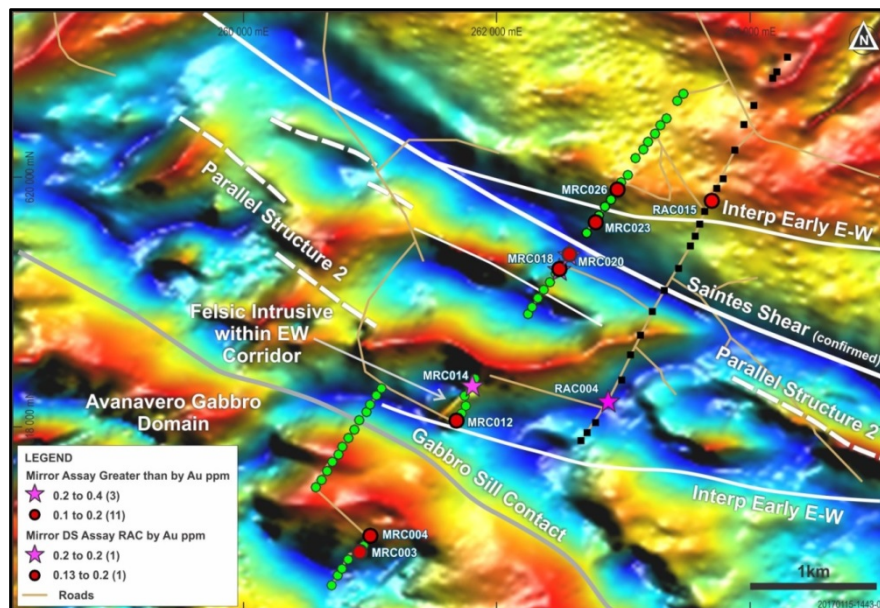 260 000 mE
262 000 mE
N
620 000 mN
MRC026
RAC015
Interp Early E-W
MRC023
Parallel Structure 2
MRC018
MRC020
Saintes Shear (confirmed)
Felsic Intrusive
within EW
Corridor
MRC014
RAC004
Parallel Structure 2
Avanavero Gabbro
Domain
MRC012
Gabbro Sill Contact
Interp Early E-W
LEGEND
Mirror Assay Greater than by Au ppm
0.2 to 0.4 (3)
0.1 to 0.2 (11)
Mirror DS Assay RAC by Au ppm
0.2 to 0.2 (1)
0.13 to 0.2 (1)
Roads
MRC004
MRC003
1km